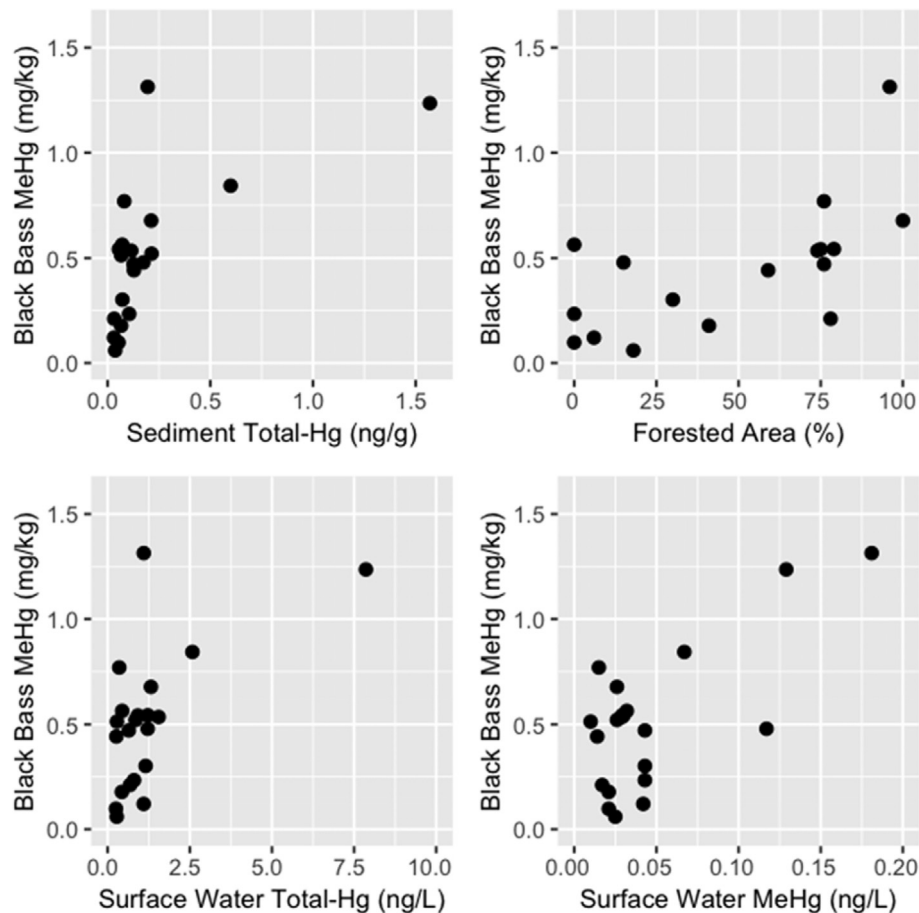 Black Bass MeHg (mg/kg)
1.5
1.0
0.5
0.0
0.0 0.5 1.0 1.5
Sediment Total-Hg (ng/g)
Black Bass MeHg (mg/kg)
1.5
1.0
0.5
0.0
0 25 50 75 100
Forested Area (%)
Black Bass MeHg (mg/kg)
1.5
1.0
0.5
0.0
0.0 2.5 5.0 7.5 10.0
Surface Water Total-Hg (ng/L)
Black Bass MeHg (mg/kg)
1.5
1.0
0.5
0.0
0.00 0.05 0.10 0.15 0.20
Surface Water MeHg (ng/L)